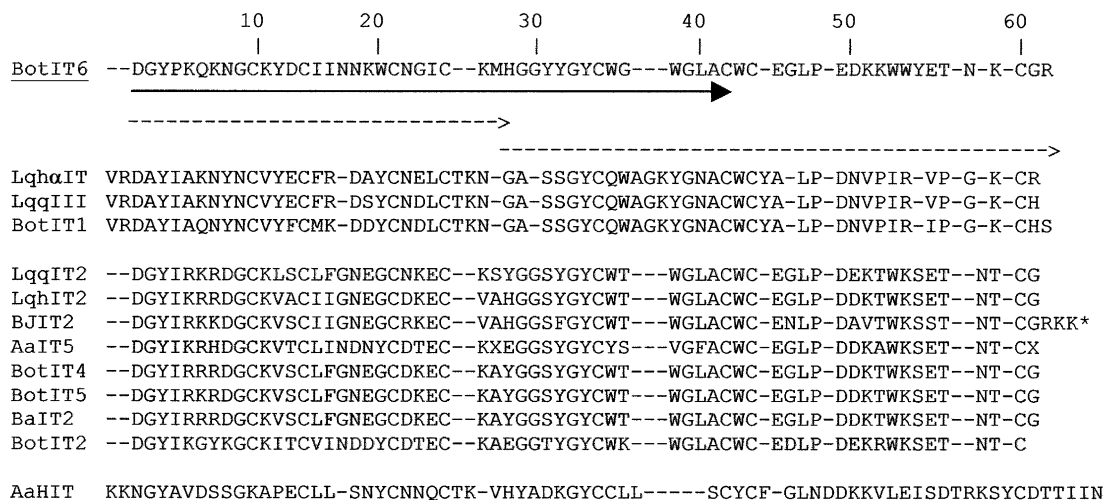 10 20 30 40 50 60
BotIT6 --DGYPKQKNGCKYDCIINNKWCNGIC--KMHGGYYGYCWG---WGLACWC-EGLP-EDKKWWYET-N-K-CGR
LqhαIT VRDAYIAKNYNCVYECFR-DAYCNELCTKN-GA-SSGYCQWAGKYGNACWCYA-LP-DNVPIR-VP-G-K-CR
LqqIII VRDAYIAKNYNCVYECFR-DSYCNDLCTKN-GA-SSGYCQWAGKYGNACWCYA-LP-DNVPIR-VP-G-K-CH
BotIT1 VRDAYIAQNYNCVYFCMK-DDYCNDLCTKN-GA-SSGYCQWAGKYGNACWCYA-LP-DNVPIR-IP-G-K-CHS
LqqIT2 --DGYIRKRDGCKLSCLFGNEGCNKEC--KSYGGSYGYCWT---WGLACWC-EGLP-DEKTWKSET--NT-CG
LqhIT2 --DGYIKRRDGCKVACIIGNEGCDKEC--VAHGGSYGYCWT---WGLACWC-EGLP-DDKTWKSET--NT-CG
BJIT2 --DGYIRKKDGCKVSCIIGNEGCRKEC--VAHGGSFGYCWT---WGLACWC-ENLP-DAVTWKSST--NT-CGRKK*
AaIT5 --DGYIKRHDGCKVTCLINDNYCDTEC--KXEGGSYGYCYS---VGFACWC-EGLP-DDKAWKSET--NT-CX
BotIT4 --DGYIRRRDGCKVSCLFGNEGCDKEC--KAYGGSYGYCWT---WGLACWC-EGLP-DDKTWKSET--NT-CG
BotIT5 --DGYIRKRDGCKVSCLFGNEGCDKEC--KAYGGSYGYCWT---WGLACWC-EGLP-DDKTWKSET--NT-CG
BaIT2 --DGYIRRRDGCKVSCLFGNEGCDKEC--KAYGGSYGYCWT---WGLACWC-EGLP-DDKTWKSET--NT-CG
BotIT2 --DGYIKGYKGCKITCVINDDYCDTEC--KAEGGTYGYCWK----WGLACWC-EDLP-DEKRWKSET--NT-C
AaHIT KKNGYAVDSSGKAPECLL-SNYCNNQCTK-VHYADKGYCCLL-----SCYCF-GLNDDKKVLEISDTRKSYCDTTIIN